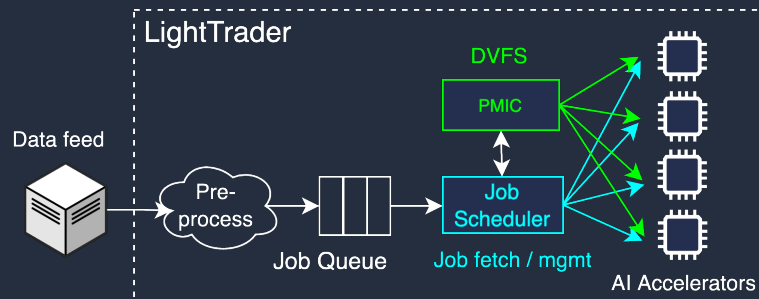 LightTrader
DVFS
PMIC
Data feed
Pre-
process
Job Queue
Job
Scheduler
Job fetch / mgmt
AI Accelerators